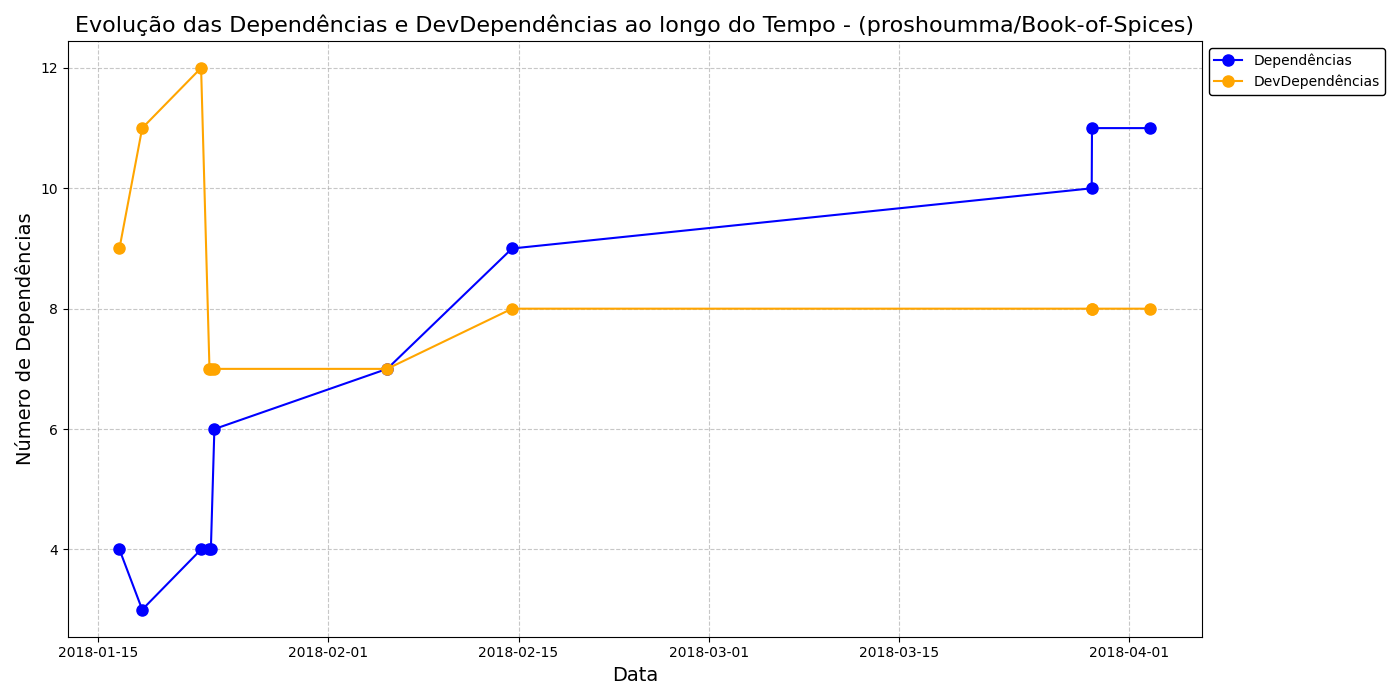 Evolução das Dependências e DevDependências ao longo do Tempo - (proshoumma/Book-of-Spices)
Dependências
DevDependências
Número de Dependências
12
10
8
6
4
2018-01-15
2018-02-01
2018-02-15
2018-03-01
2018-03-15
2018-04-01
Data